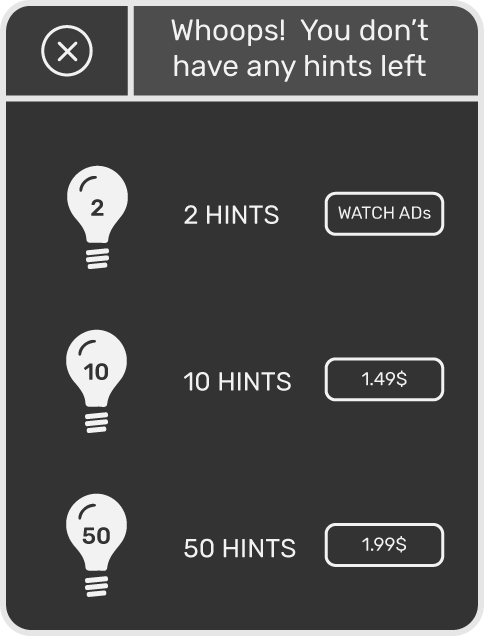 Whoops!  You don't
have any hints left
2
2 HINTS
WATCH ADs
10
10 HINTS
1.49$
50
50 HINTS
1.99$